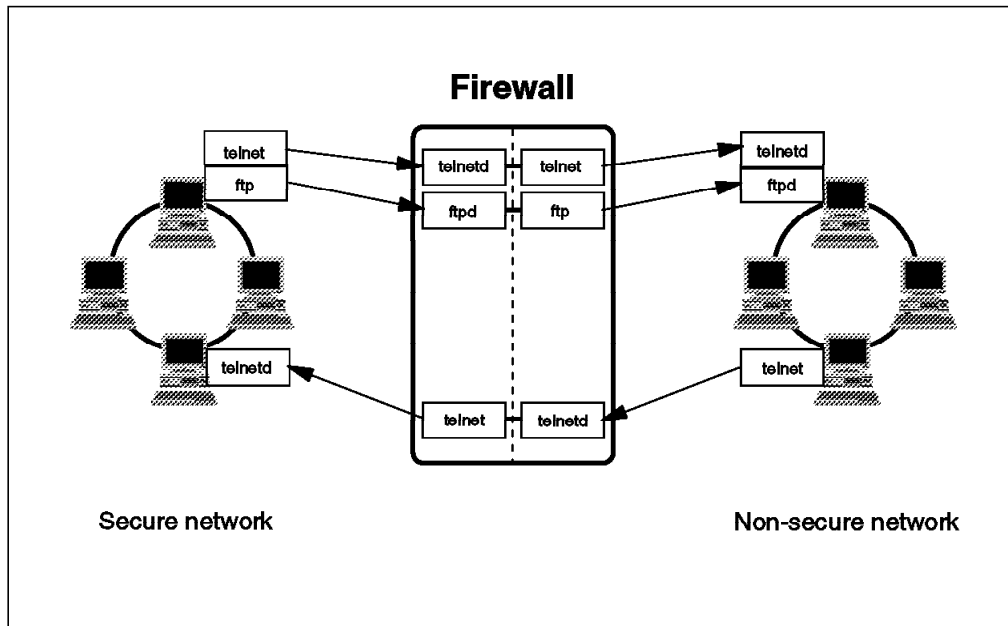 Firewall
telnet
ftp
telnetd
telnet
ftpd
ftp
telnetd
ftpd
telnetd
telnet
telnetd
telnet
Secure network
Non-secure network